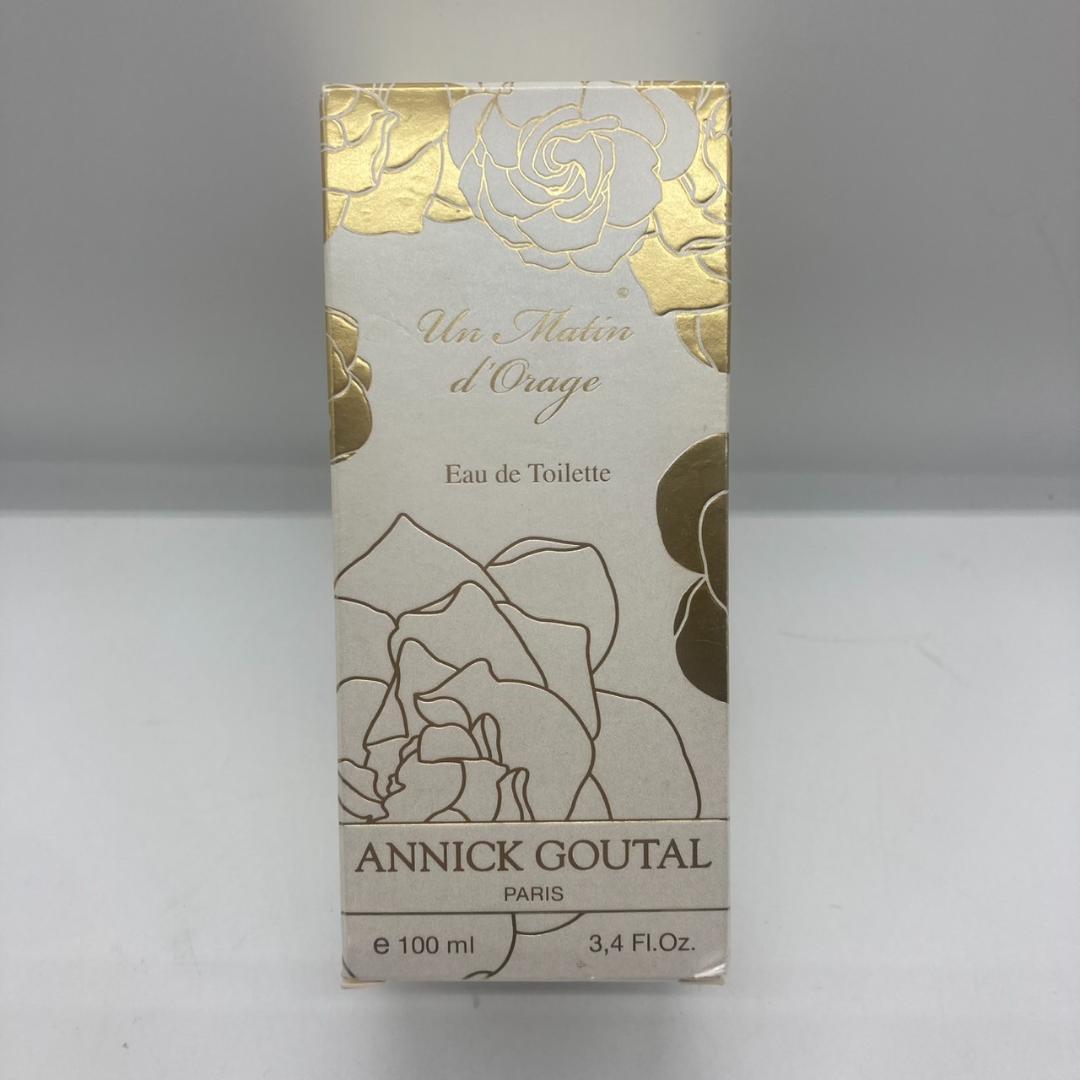 Un Matin
d'Orage
Eau de Toilette
ANNICK GOUTAL
PARIS
e 100 ml 3,4 Fl.Oz.